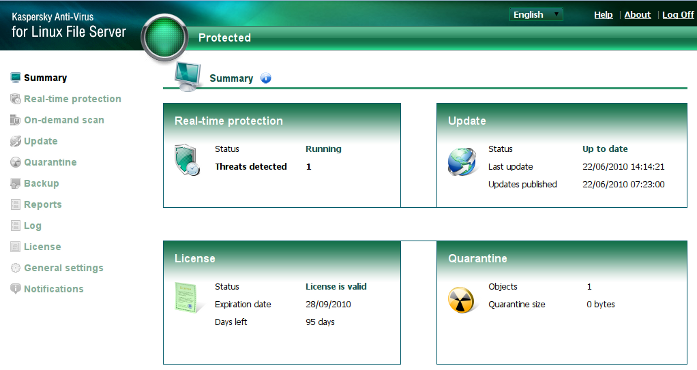 Kaspersky Anti-Virus
for Linux File Server
Protected
English
Help | About | Log Off
Summary
Real-time protection
On-demand scan
Update
Quarantine
Backup
Reports
Log
License
General settings
Notifications
Summary
Real-time protection
Status Running
Threats detected 1
Update
Status Up to date
Last update 22/06/2010 14:14:21
Updates published 22/06/2010 07:23:00
License
Status License is valid
Expiration date 28/09/2010
Days left 95 days
Quarantine
Objects 1
Quarantine size 0 bytes